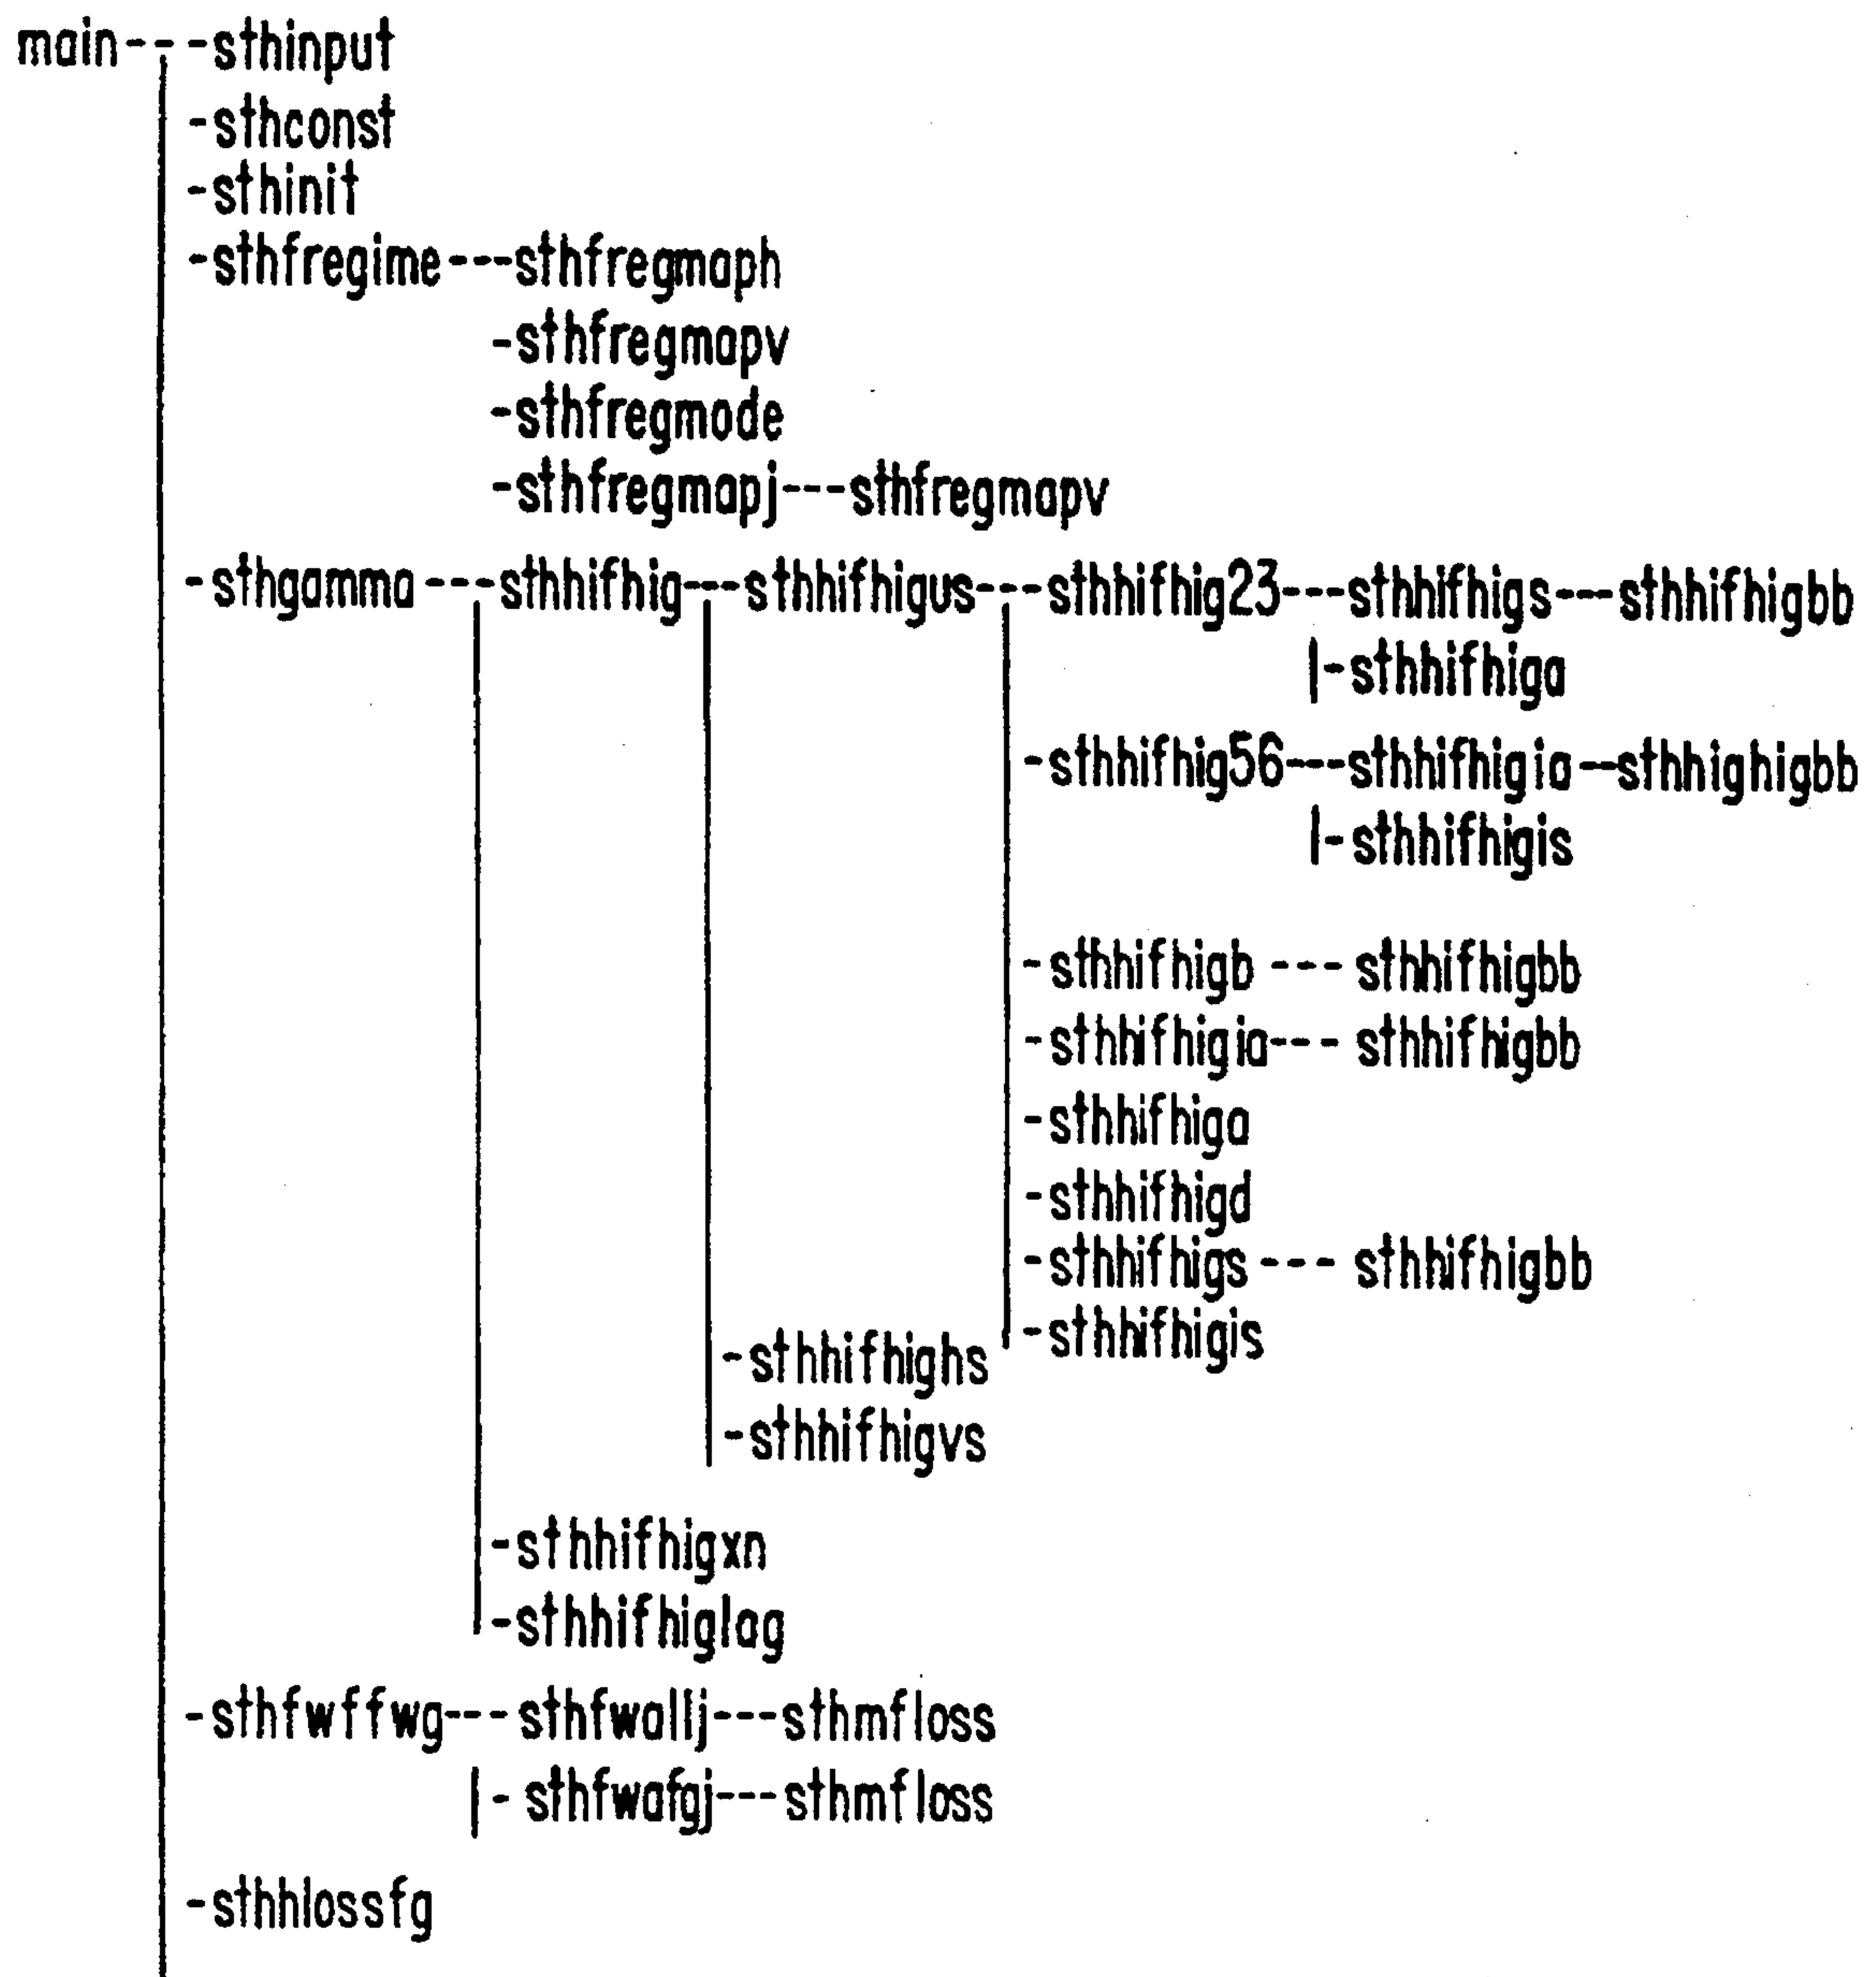 main---sthinput
-sthconst
-sthinit
-sthfregime---sthfregmaph
-sthfregmapv
-sthfregmode
-sthfregmapj---sthfregmapv
-sthgamma---sthhifhig---sthhifhigus---sthhifhig23---sthhifhigs---sthhifhigbb
|-sthhifhiga
-sthhifhig56---sthhifhigia--sthhighigbb
|-sthhifhigis
-sthhifhigb --- sthhifhigbb
-sthhifhigia--- sthhifhigbb
-sthhifhiga
-sthhifhigd
-sthhifhigs --- sthhifhigbb
-sthhifhigis
-sthhifhighs
-sthhifhigvs
-sthhifhigxn
-sthhifhiglag
-sthfwffwg--- sthfwallj---sthmfloss
|- sthfwafgj---sthmfloss
-sthhlossfg